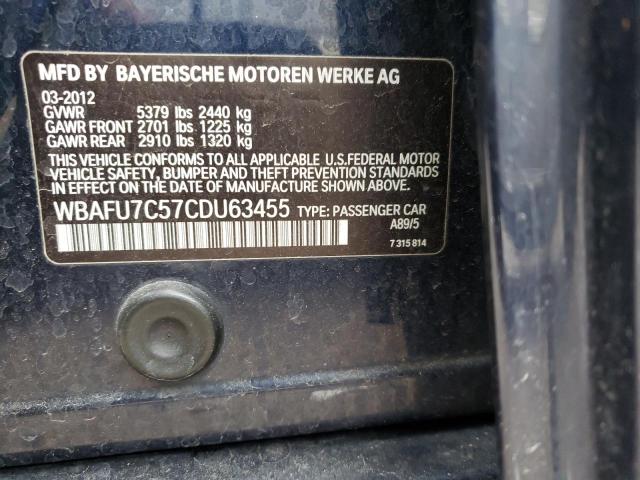 MFD BY BAYERISCHE MOTOREN WERKE AG
03-2012
GVWR 5379 lbs 2440 kg
GAWR FRONT 2701 lbs 1225 kg
GAWR REAR 2910 lbs 1320 kg
THIS VEHICLE CONFORMS TO ALL APPLICABLE U.S.FEDERAL MOTOR
VEHICLE SAFETY, BUMPER AND THEFT PREVENTION STANDARDS
IN EFFECT ON THE DATE OF MANUFACTURE SHOWN ABOVE.
WBAFU7C57CDU63455 TYPE: PASSENGER CAR
A89/5
7 315 814